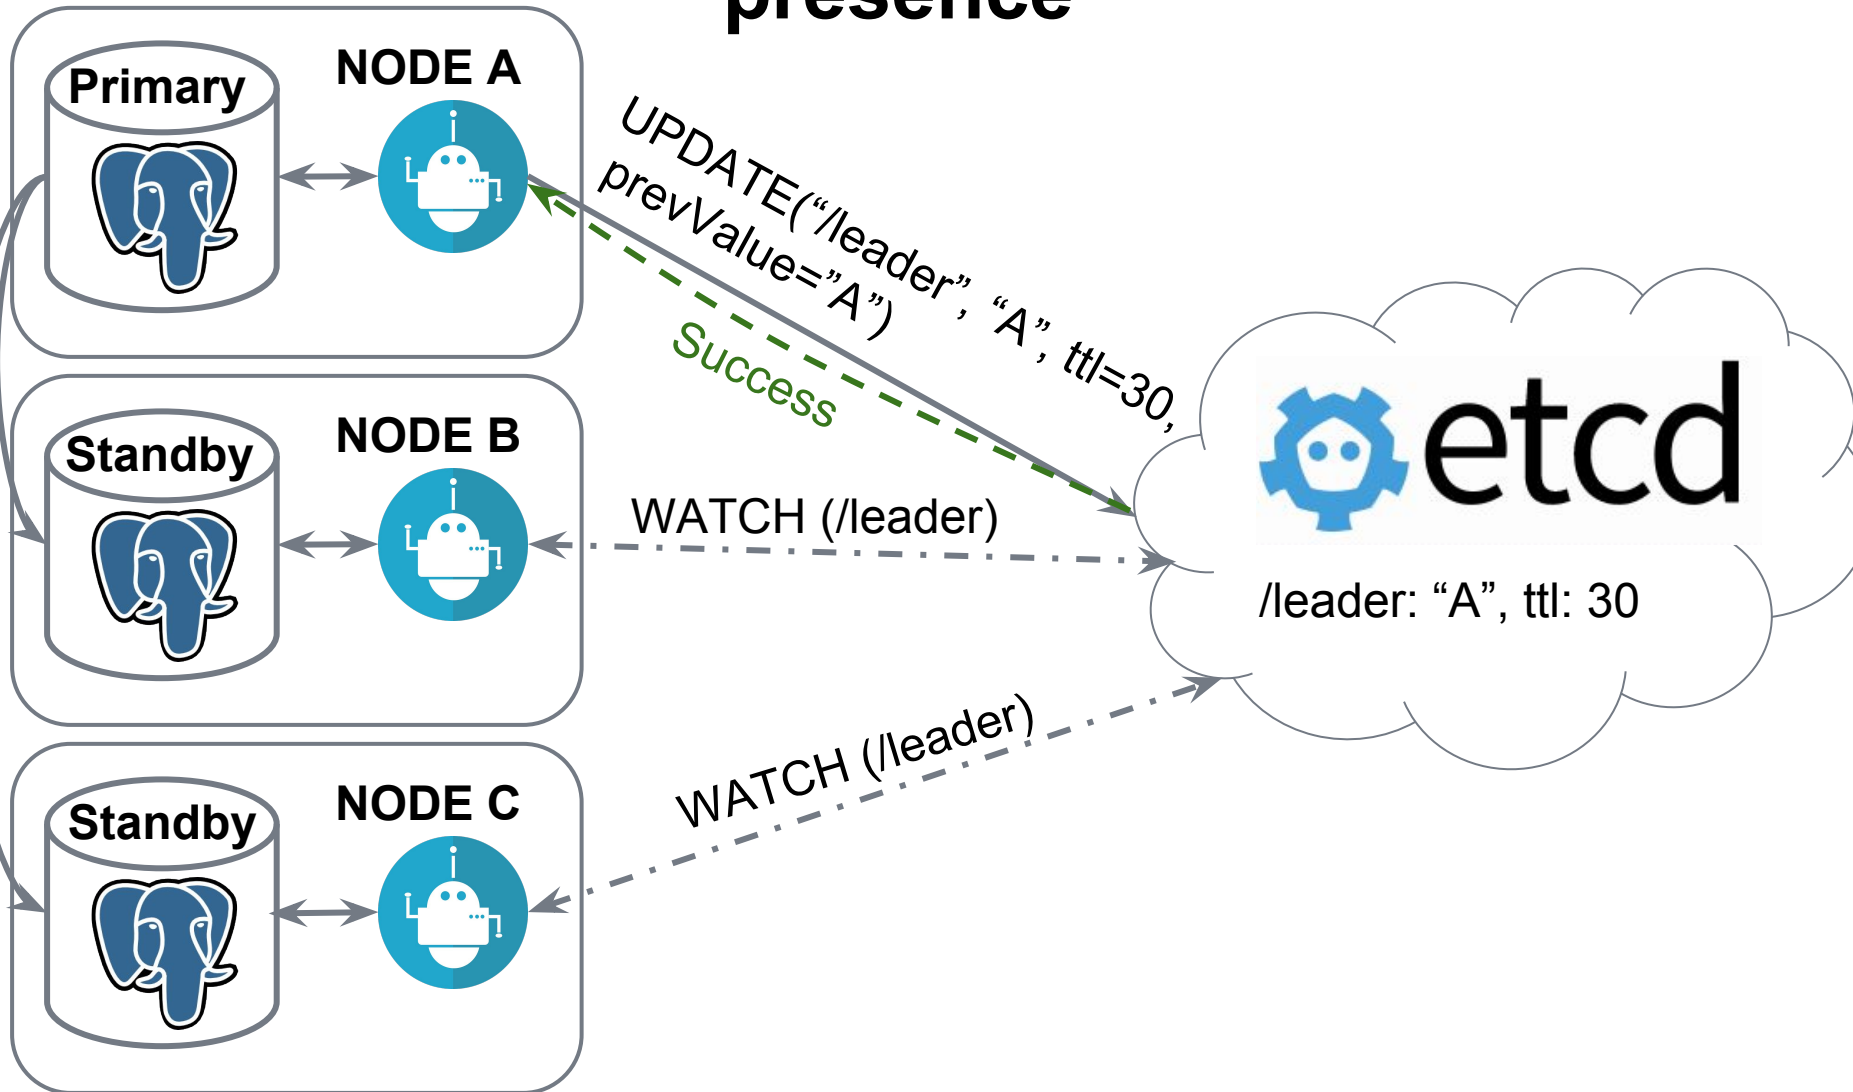 presence
Primary
NODE A
UPDATE(“/leader”, “A”, ttl=30,
prevValue=”A”)
Success
Standby
NODE B
WATCH (/leader)
etcd
/leader: “A”, ttl: 30
Standby
NODE C
WATCH (/leader)